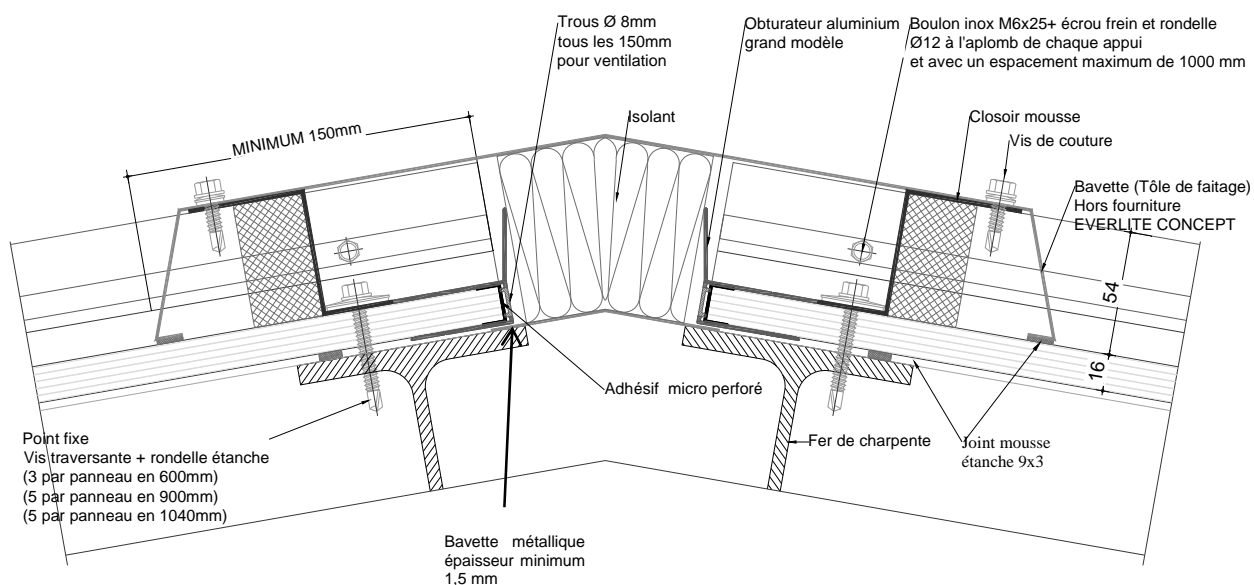 Trous Ø 8mm
tous les 150mm
pour ventilation
Obturateur aluminium
grand modèle
Boulon inox M6x25+ écrou frein et rondelle
Ø12 à l'aplomb de chaque appui
et avec un espacement maximum de 1000 mm
MINIMUM 150mm
Isolant
Closoir mousse
Vis de couture
Bavette (Tôle de faitage)
Hors fourniture
EVERLITE CONCEPT
54
16
Adhésif micro perforé
Fer de charpente
Joint mousse
étanche 9x3
Point fixe
Vis traversante + rondelle étanche
(3 par panneau en 600mm)
(5 par panneau en 900mm)
(5 par panneau en 1040mm)
Bavette métallique
épaisseur minimum
1,5 mm